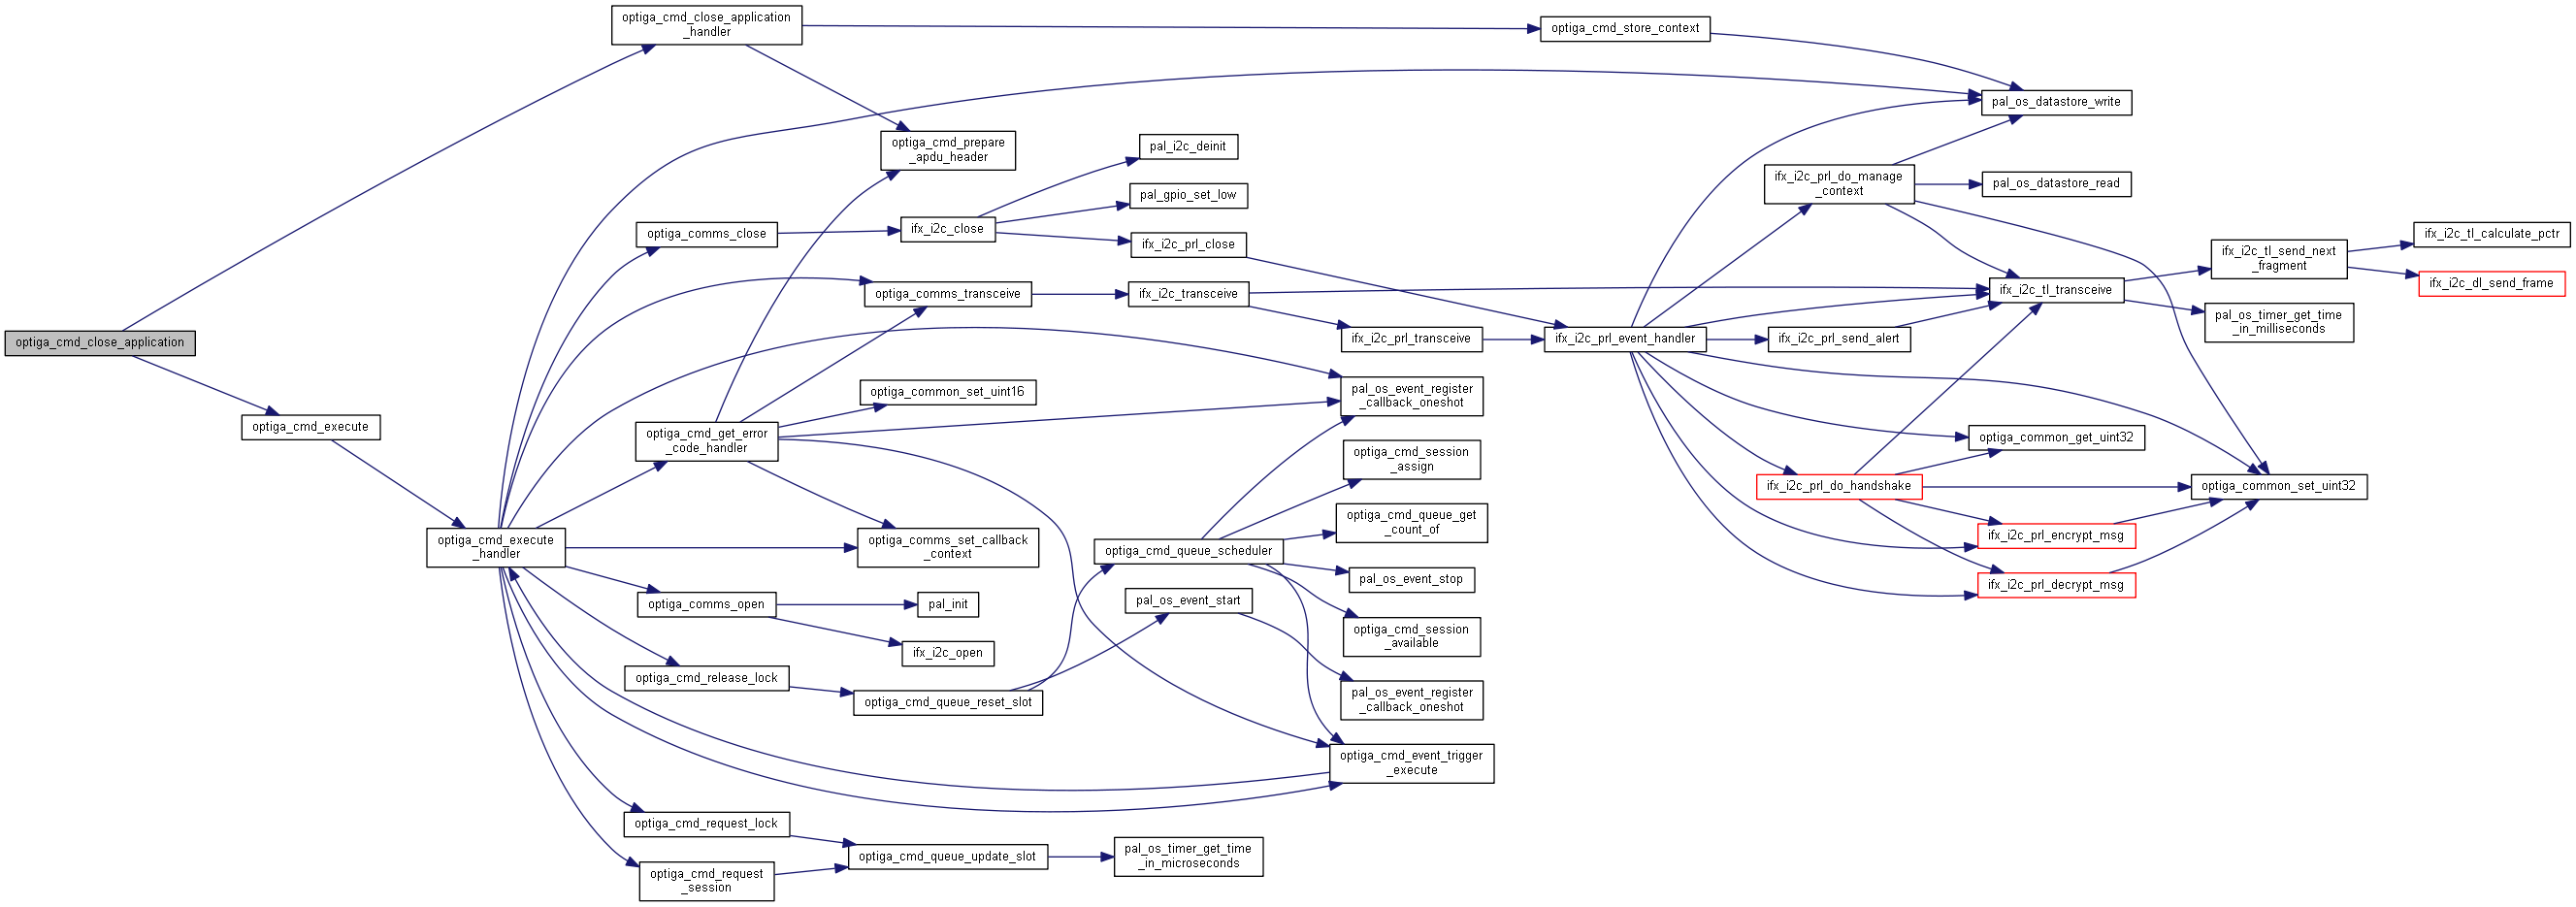 optiga_cmd_close_application
_handler
optiga_cmd_store_context
pal_os_datastore_write
optiga_cmd_prepare
_apdu_header
pal_i2c_deinit
ifx_i2c_prl_do_manage
_context
pal_os_datastore_read
pal_gpio_set_low
optiga_comms_close
ifx_i2c_close
ifx_i2c_prl_close
ifx_i2c_tl_send_next
_fragment
ifx_i2c_tl_calculate_pctr
ifx_i2c_dl_send_frame
optiga_comms_transceive
ifx_i2c_transceive
ifx_i2c_tl_transceive
pal_os_timer_get_time
_in_milliseconds
optiga_cmd_close_application
ifx_i2c_prl_transceive
ifx_i2c_prl_event_handler
ifx_i2c_prl_send_alert
optiga_common_set_uint16
pal_os_event_register
_callback_oneshot
optiga_cmd_execute
optiga_cmd_get_error
_code_handler
optiga_common_get_uint32
optiga_cmd_session
_assign
ifx_i2c_prl_do_handshake
optiga_common_set_uint32
optiga_cmd_execute
_handler
optiga_comms_set_callback
_context
optiga_cmd_queue_scheduler
optiga_cmd_queue_get
_count_of
ifx_i2c_prl_encrypt_msg
pal_os_event_stop
ifx_i2c_prl_decrypt_msg
optiga_comms_open
pal_init
pal_os_event_start
optiga_cmd_session
_available
ifx_i2c_open
optiga_cmd_release_lock
optiga_cmd_queue_reset_slot
pal_os_event_register
_callback_oneshot
optiga_cmd_event_trigger
_execute
optiga_cmd_request_lock
optiga_cmd_queue_update_slot
pal_os_timer_get_time
_in_microseconds
optiga_cmd_request
_session